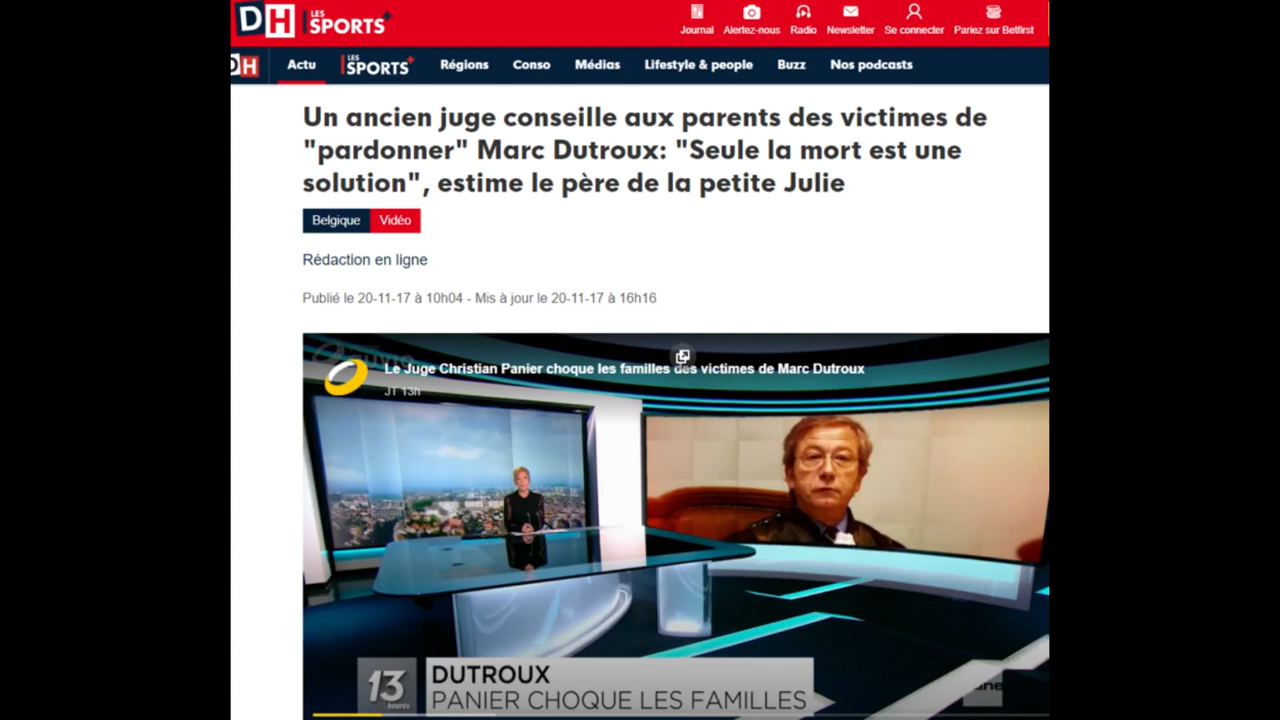 DH LES SPORTS+
Journal Alertez-nous Radio Newsletter Se connecter Pariez sur Betfirst
DH Actu LES SPORTS+ Régions Conso Médias Lifestyle & people Buzz Nos podcasts
Un ancien juge conseille aux parents des victimes de
"pardonner" Marc Dutroux: "Seule la mort est une
solution", estime le père de la petite Julie
Belgique Vidéo
Rédaction en ligne
Publié le 20-11-17 à 10h04 - Mis à jour le 20-11-17 à 16h16
Le Juge Christian Panier choque les familles des victimes de Marc Dutroux
JT 13h
13 heures
DUTROUX
PANIER CHOQUE LES FAMILLES